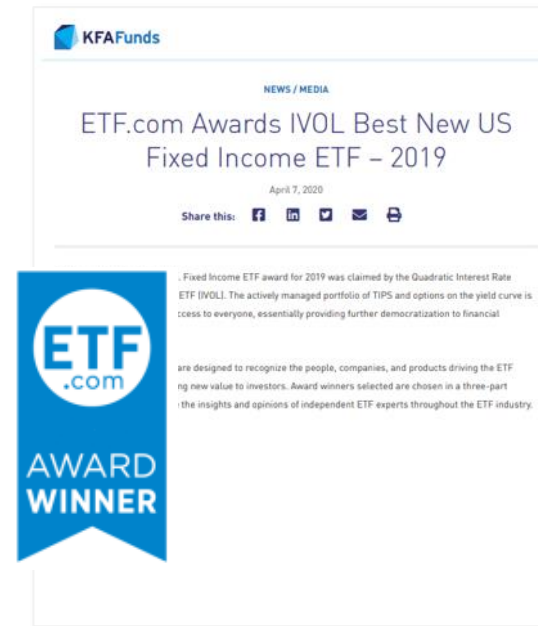 KFAFunds
NEWS / MEDIA
ETF.com Awards IVOL Best New US
Fixed Income ETF – 2019
April 7, 2020
Share this:
. Fixed Income ETF award for 2019 was claimed by the Quadratic Interest Rate
ETF (IVOL). The actively managed portfolio of TIPS and options on the yield curve is
ccess to everyone, essentially providing further democratization to financial
are designed to recognize the people, companies, and products driving the ETF
ng new value to investors. Award winners selected are chosen in a three-part
the insights and opinions of independent ETF experts throughout the ETF industry.
ETF
.com
AWARD
WINNER